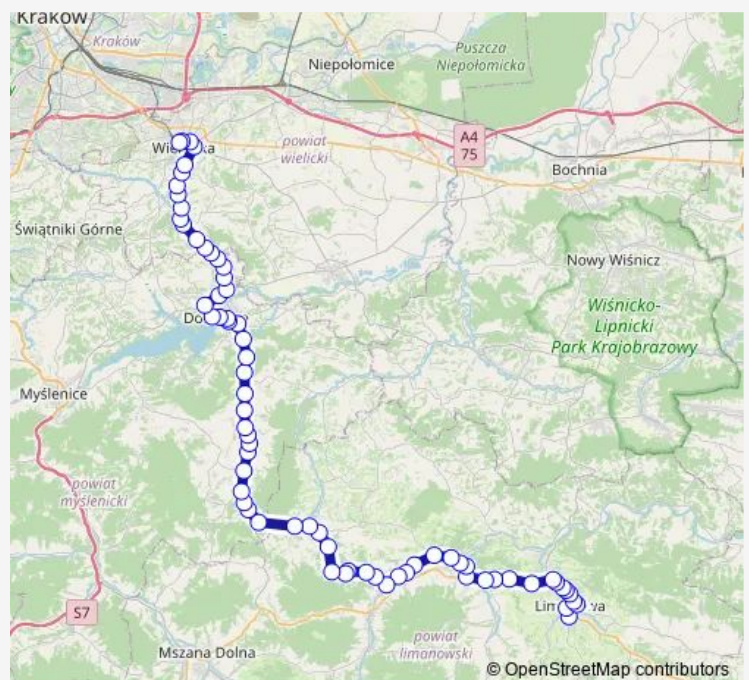 Kraków
Kraków
Niepołomice
Puszcza
Niepołomicka
A4
75
powiat
wielicki
Bochnia
Świątniki Górne
Nowy Wiśnicz
Wiśnicko-
Lipnicki
Park Krajobrazowy
Myślenice
powiat
myślenicki
S7
Mszana Dolna
powiat
limanowski
© OpenStreetMap contributors